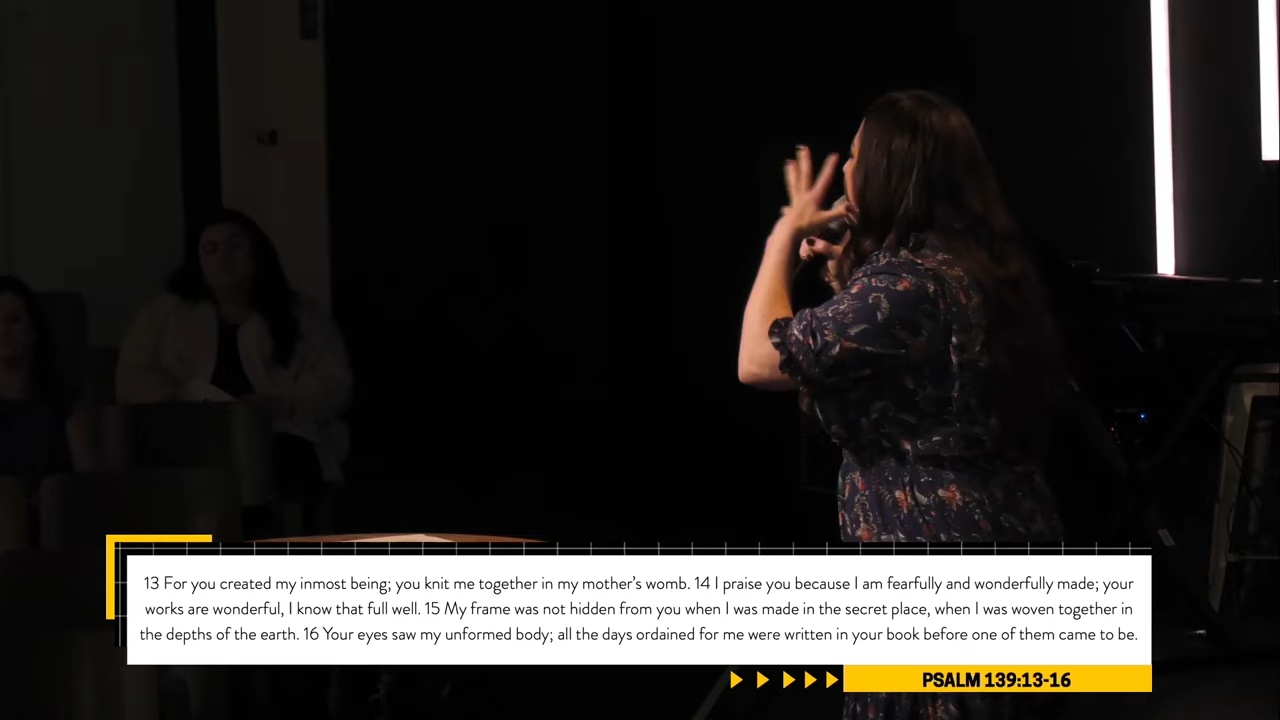 13 For you created my inmost being; you knit me together in my mother’s womb. 14 I praise you because I am fearfully and wonderfully made; your
works are wonderful, I know that full well. 15 My frame was not hidden from you when I was made in the secret place, when I was woven together in
the depths of the earth. 16 Your eyes saw my unformed body; all the days ordained for me were written in your book before one of them came to be.
PSALM 139:13-16